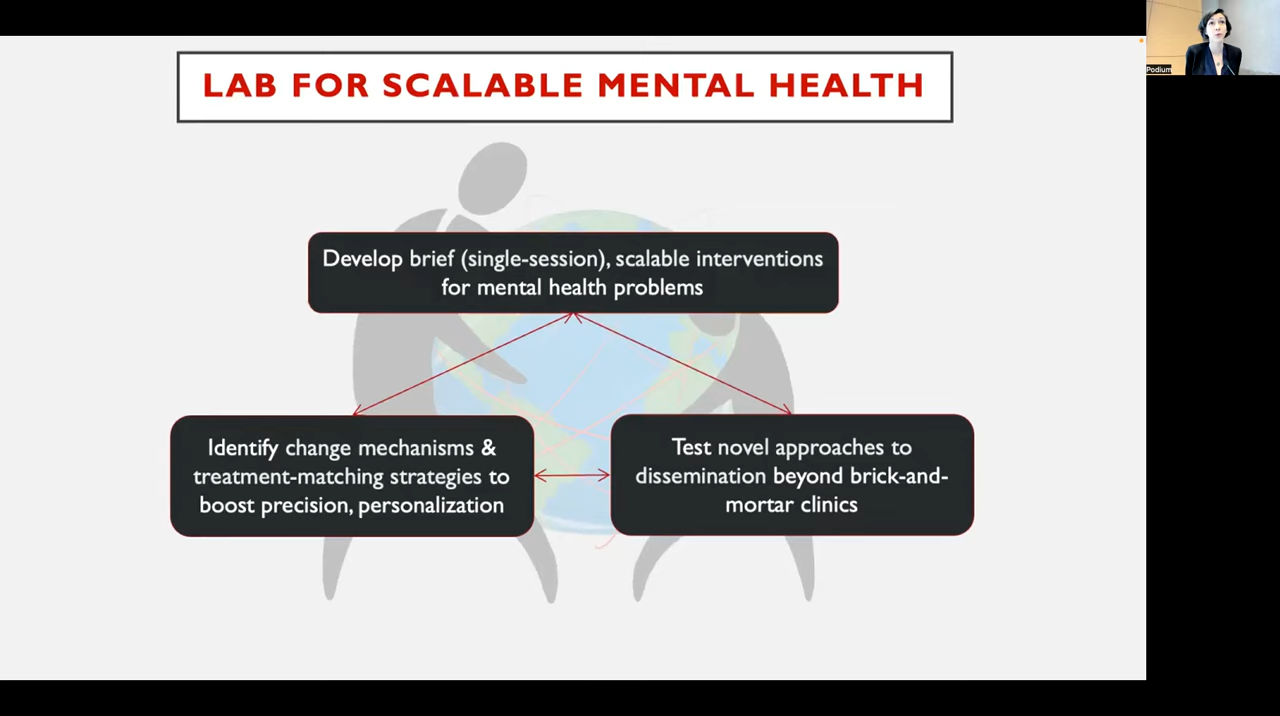 LAB FOR SCALABLE MENTAL HEALTH
Podium
Develop brief (single-session), scalable interventions
for mental health problems
Identify change mechanisms &
treatment-matching strategies to
boost precision, personalization
Test novel approaches to
dissemination beyond brick-and-
mortar clinics